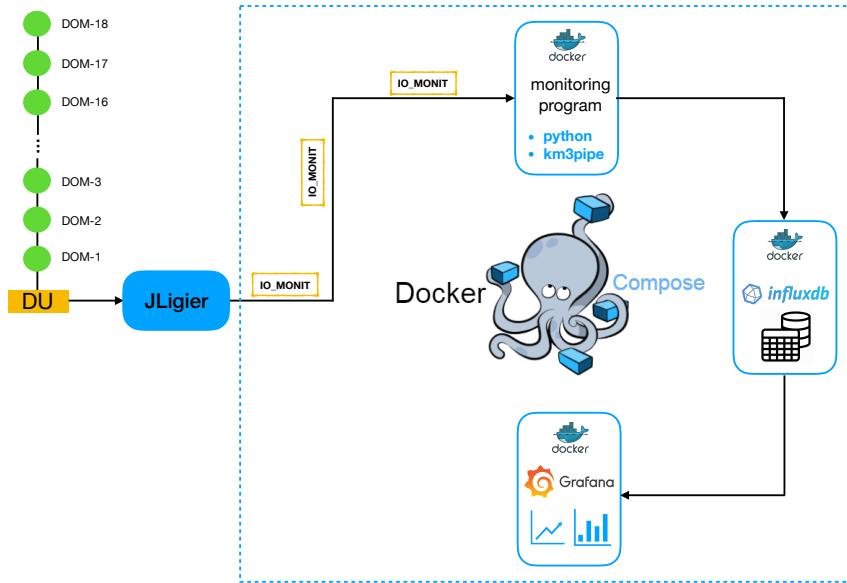 DOM-18
DOM-17
DOM-16
DOM-3
DOM-2
DOM-1
DU
JLigier
IO_MONIT
IO_MONIT
IO_MONIT
docker
monitoring
program
• python
• km3pipe
Docker
Compose
docker
influxdb
docker
Grafana